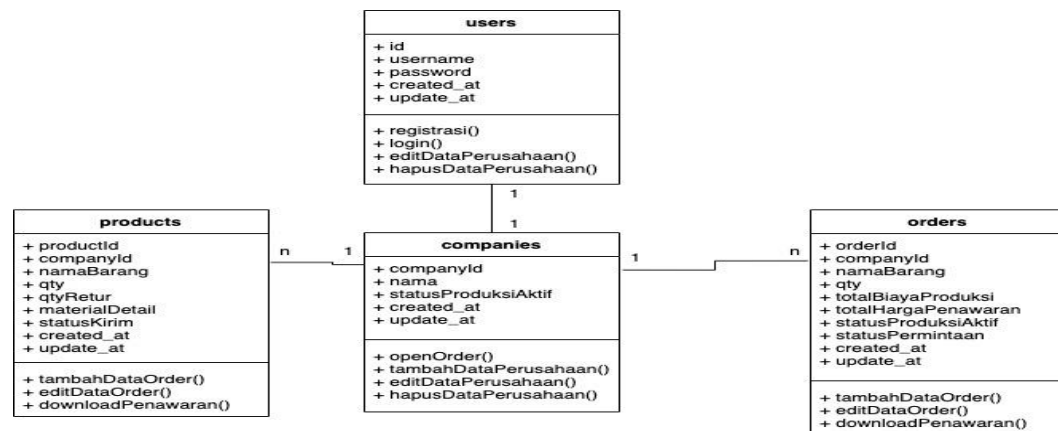 users
+ id
+ username
+ password
+ created_at
+ update_at
+ registrasi()
+ login()
+ editDataPerusahaan()
+ hapusDataPerusahaan()
1
1
products
+ productId
+ companyId
+ namaBarang
+ qty
+ qtyRetur
+ materialDetail
+ statusKirim
+ created_at
+ update_at
+ tambahDataOrder()
+ editDataOrder()
+ downloadPenawaran()
n
1
companies
+ companyId
+ nama
+ statusProduksiAktif
+ created_at
+ update_at
+ openOrder()
+ tambahDataPerusahaan()
+ editDataPerusahaan()
+ hapusDataPerusahaan()
1
n
orders
+ orderId
+ companyId
+ namaBarang
+ qty
+ totalBiayaProduksi
+ totalHargaPenawaran
+ statusProduksiAktif
+ statusPermintaan
+ created_at
+ update_at
+ tambahDataOrder()
+ editDataOrder()
+ downloadPenawaran()